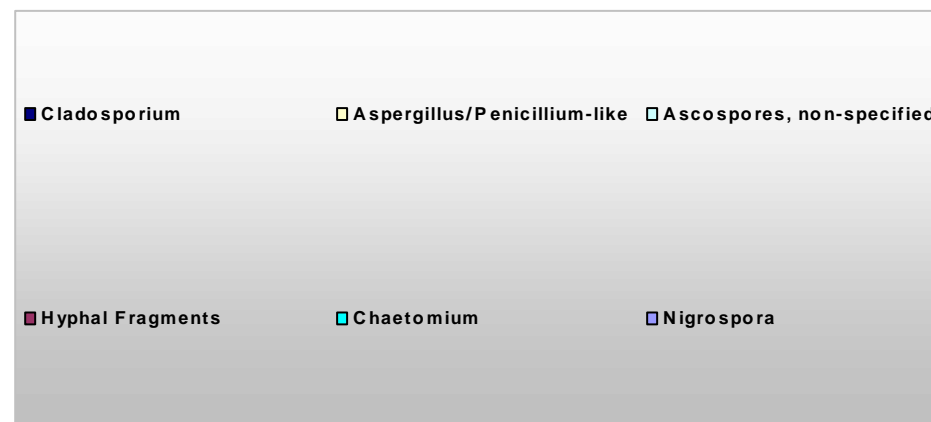 Cladosporium Aspergillus/Penicillium-like Ascospores, non-specified
Hyphal Fragments Chaetomium Nigrospora